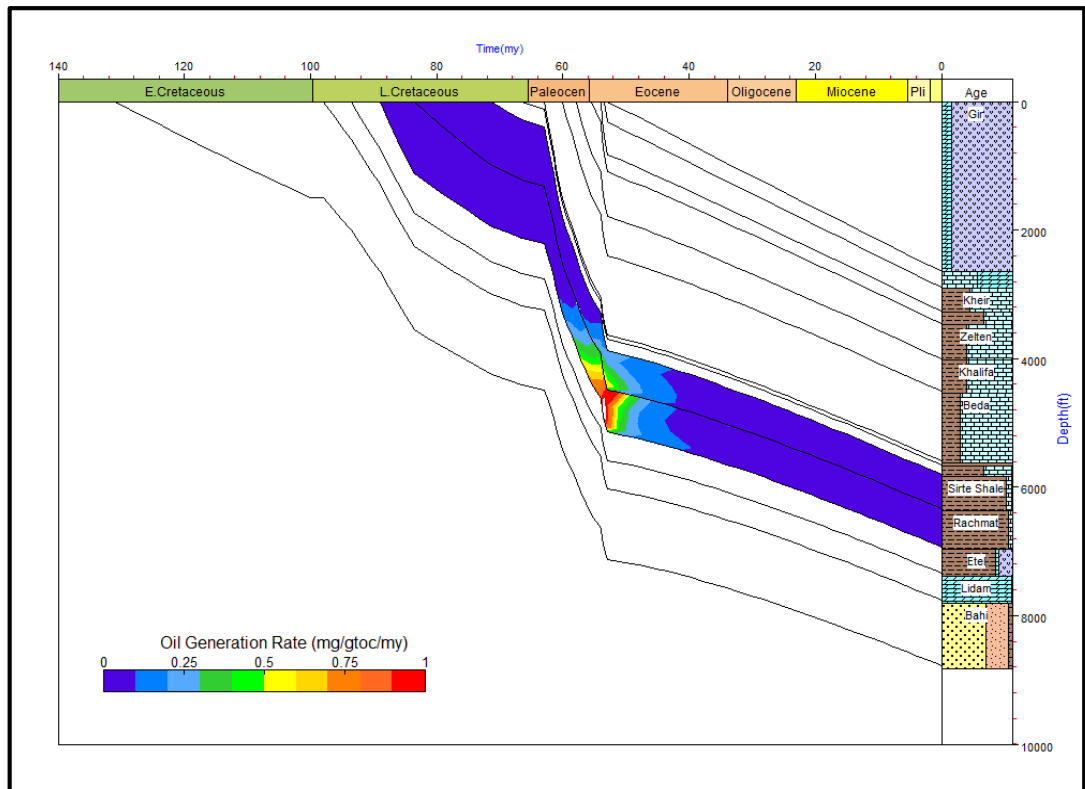 Time(my)
140 120 100 80 60 40 20 0
E.Cretaceous L.Cretaceous Paleocen Eocene Oligocene Miocene Pli Age
0
Gir
2000
Kheir
Zelten
4000
Khalifa
Beda
Depth(ft)
6000
Sirte Shale
Rachmat
Etel
Lidam
8000
Bahi
10000
Oil Generation Rate (mg/gtoc/my)
0 0.25 0.5 0.75 1